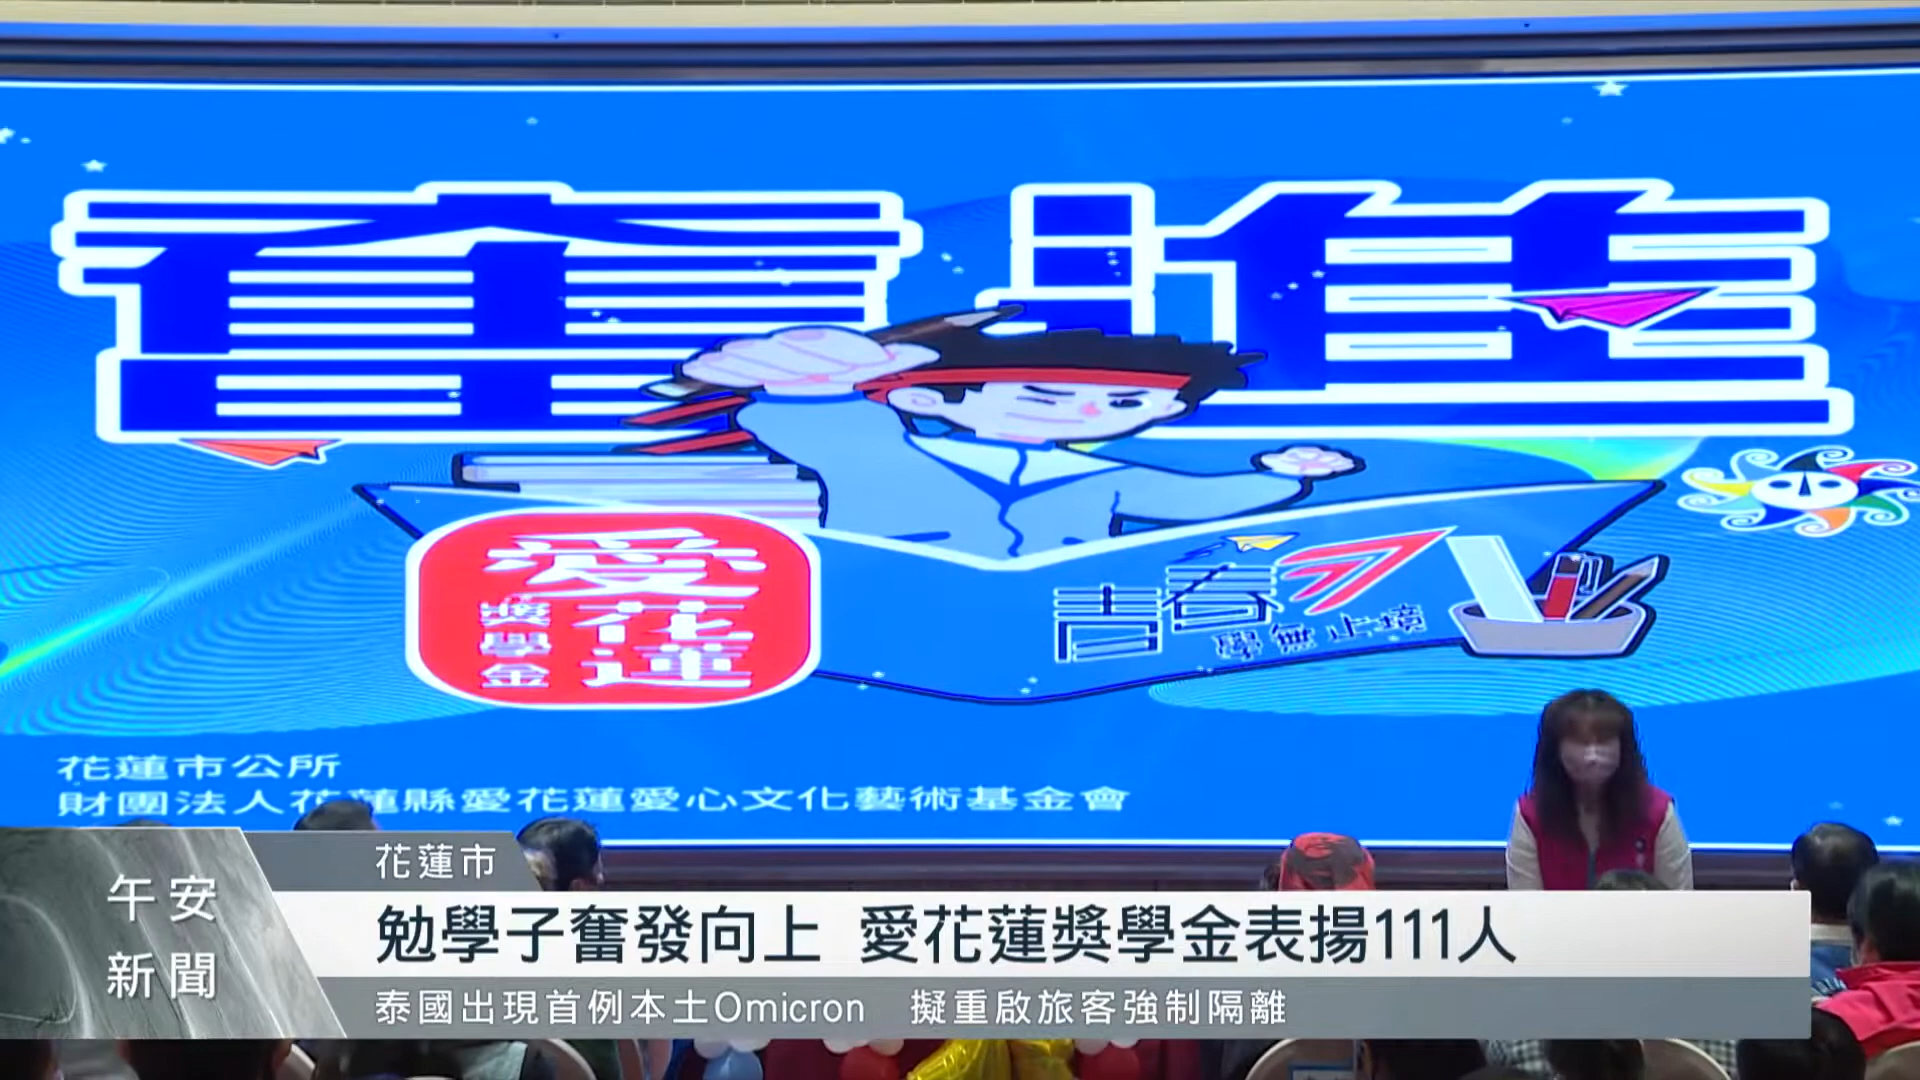 奮進
愛花蓮
獎學金
青春
學無止境
花蓮市公所
財團法人花蓮縣愛花蓮愛心文化藝術基金會
午安
新聞
花蓮市
勉學子奮發向上 愛花蓮獎學金表揚111人
泰國出現首例本土Omicron 擬重啟旅客強制隔離